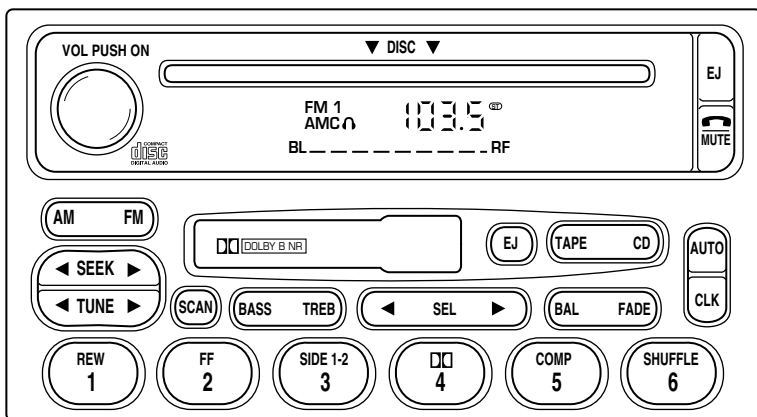 VOL PUSH ON
▼ DISC ▼
EJ
FM 1
AMC
103.5 ST
MUTE
COMPACT
disc
DIGITAL AUDIO
BL RF
AM FM
DOLBY B NR
EJ
TAPE CD
AUTO
CLK
◀ SEEK ▶
◀ TUNE ▶
SCAN
BASS TREB
◀ SEL ▶
BAL FADE
REW
1
FF
2
SIDE 1-2
3
4
COMP
5
SHUFFLE
6